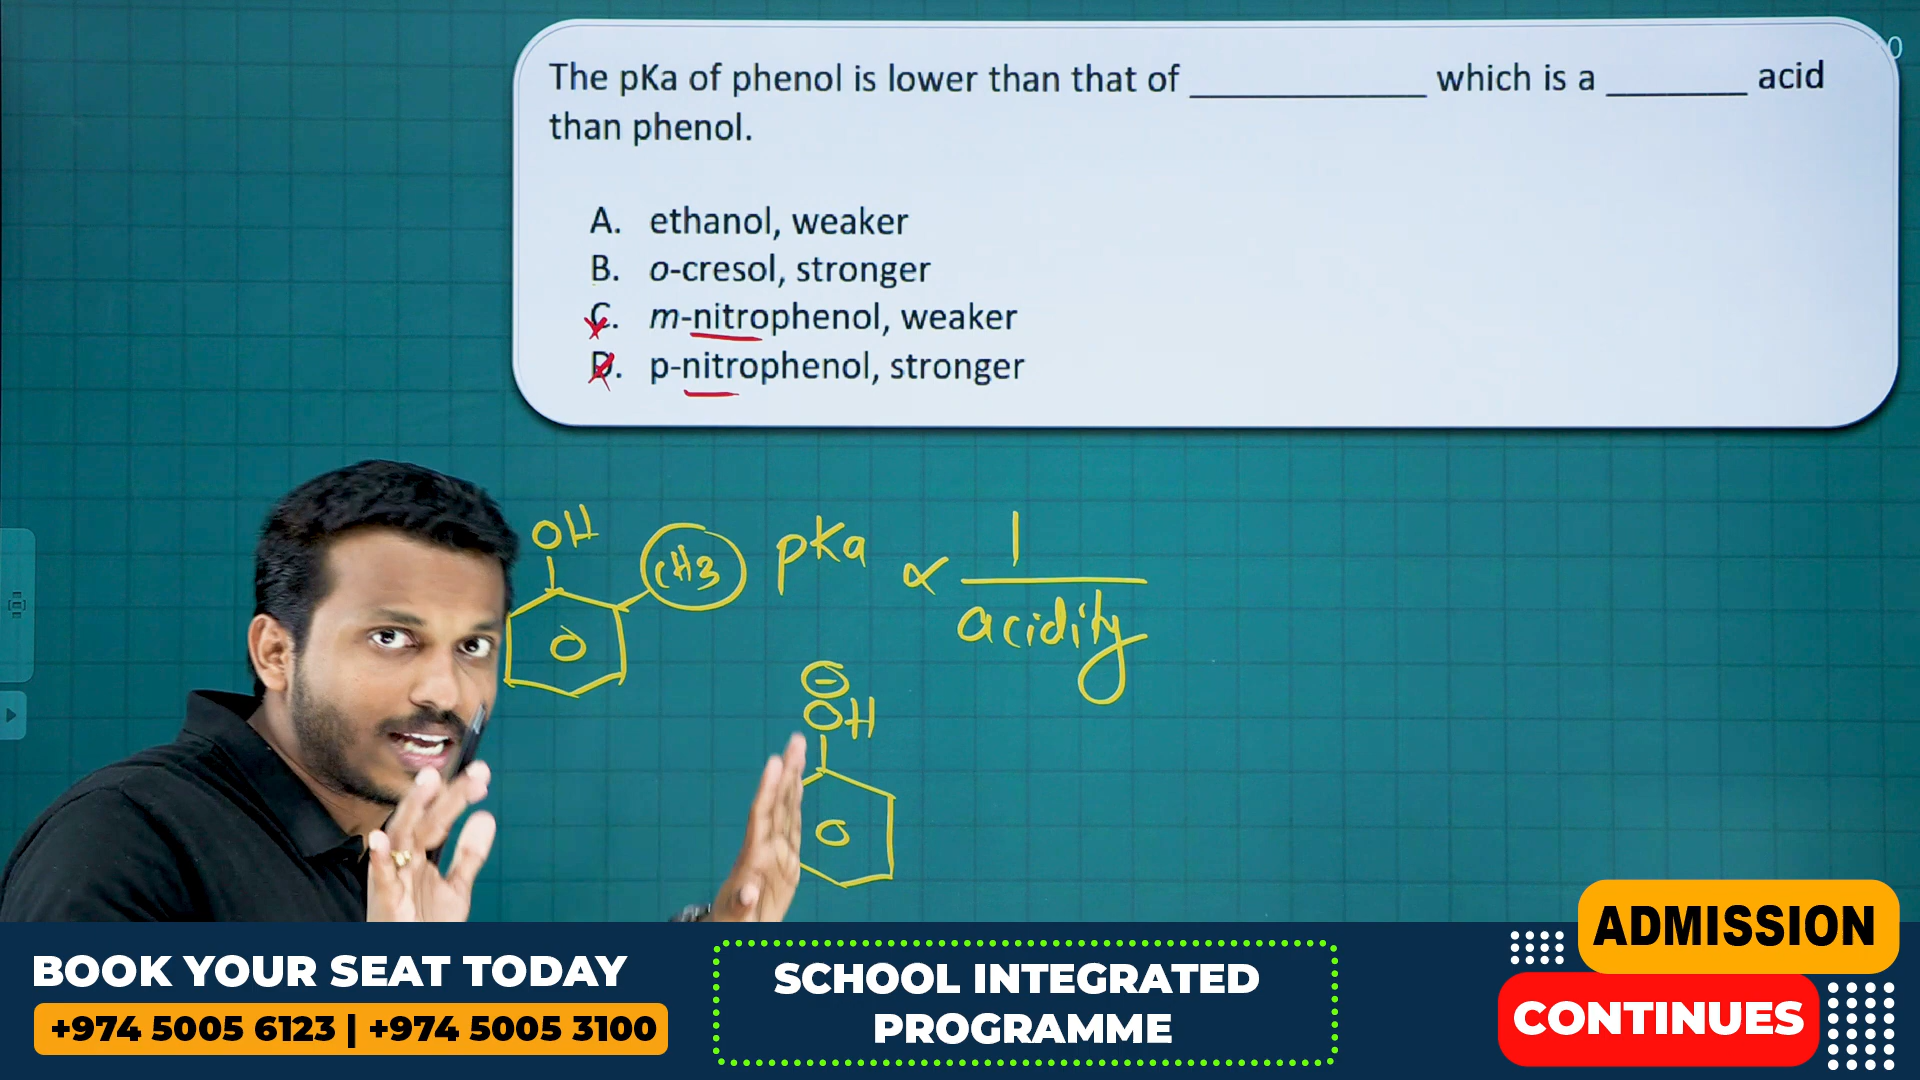 The pKa of phenol is lower than that of ____________ which is a _______ acid
than phenol.
A. ethanol, weaker
B. o-cresol, stronger
C. m-nitrophenol, weaker
D. p-nitrophenol, stronger
OH
CH3
pKa ∝ 1
acidity
⊖
OH
BOOK YOUR SEAT TODAY
+974 5005 6123 | +974 5005 3100
SCHOOL INTEGRATED
PROGRAMME
ADMISSION
CONTINUES